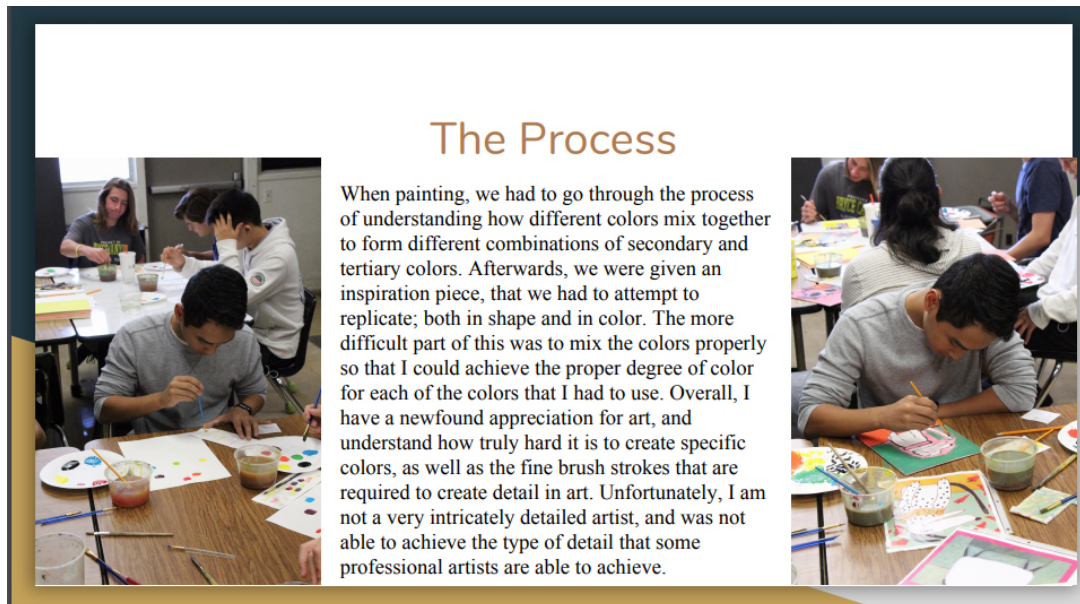 The Process
When painting, we had to go through the process
of understanding how different colors mix together
to form different combinations of secondary and
tertiary colors. Afterwards, we were given an
inspiration piece, that we had to attempt to
replicate; both in shape and in color. The more
difficult part of this was to mix the colors properly
so that I could achieve the proper degree of color
for each of the colors that I had to use. Overall, I
have a newfound appreciation for art, and
understand how truly hard it is to create specific
colors, as well as the fine brush strokes that are
required to create detail in art. Unfortunately, I am
not a very intricately detailed artist, and was not
able to achieve the type of detail that some
professional artists are able to achieve.